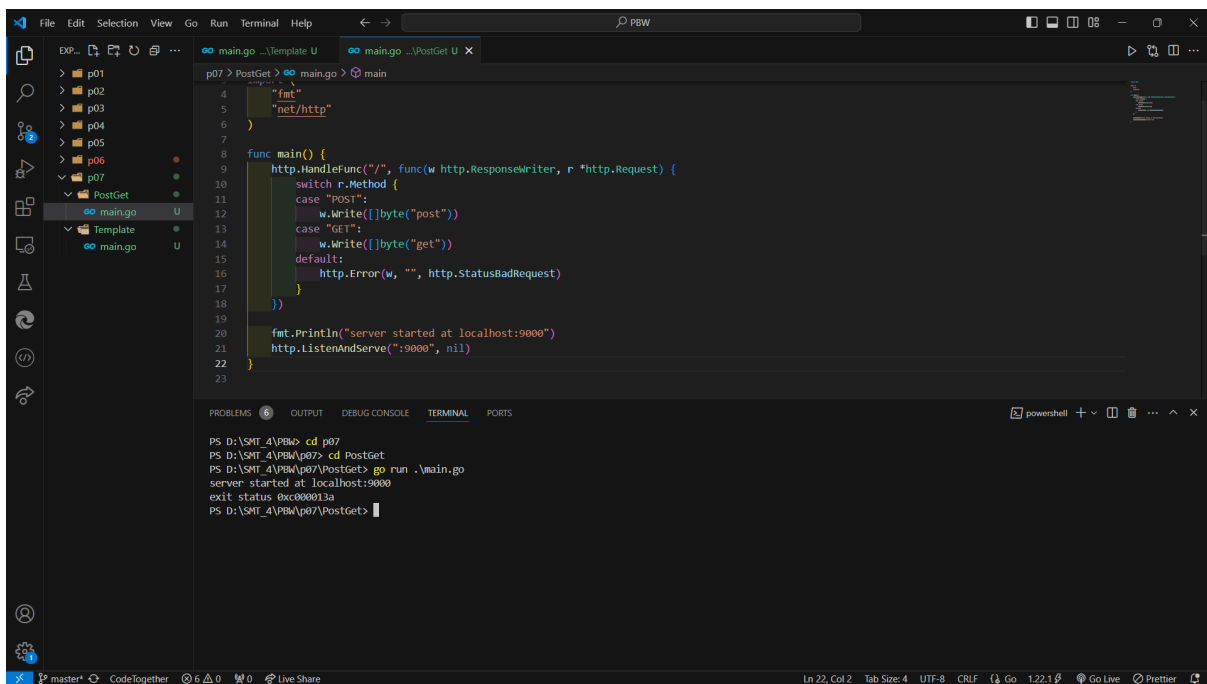 File Edit Selection View Go Run Terminal Help
PBW
EXP...
main.go ...\Template U
main.go ...\PostGet U
p07 > PostGet > main.go > main
p01
p02
p03
p04
p05
p06
p07
PostGet
main.go U
Template
main.go U
3 import (
4 "fmt"
5 "net/http"
6 )
7
8 func main() {
9 http.HandleFunc("/", func(w http.ResponseWriter, r *http.Request) {
10 switch r.Method {
11 case "POST":
12 w.Write([]byte("post"))
13 case "GET":
14 w.Write([]byte("get"))
15 default:
16 http.Error(w, "", http.StatusBadRequest)
17 }
18 })
19
20 fmt.Println("server started at localhost:9000")
21 http.ListenAndServe(":9000", nil)
22 }
23
PROBLEMS 6 OUTPUT DEBUG CONSOLE TERMINAL PORTS
powershell
PS D:\SMT_4\PBW> cd p07
PS D:\SMT_4\PBW\p07> cd PostGet
PS D:\SMT_4\PBW\p07\PostGet> go run .\main.go
server started at localhost:9000
exit status 0xc000013a
PS D:\SMT_4\PBW\p07\PostGet>
2
1
master* CodeTogether 6 0 0 Live Share Ln 22, Col 2 Tab Size: 4 UTF-8 CRLF Go 1.22.1 Go Live Prettier